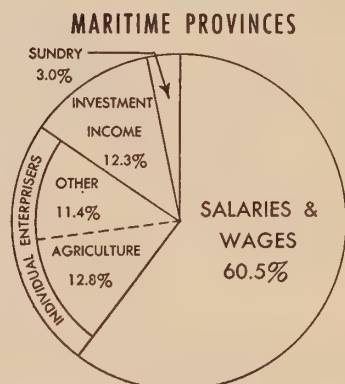 MARITIME PROVINCES
SUNDRY
3.0%
INVESTMENT
INCOME
12.3%
OTHER
11.4%
AGRICULTURE
12.8%
INDIVIDUAL ENTERPRISERS
SALARIES &
WAGES
60.5%